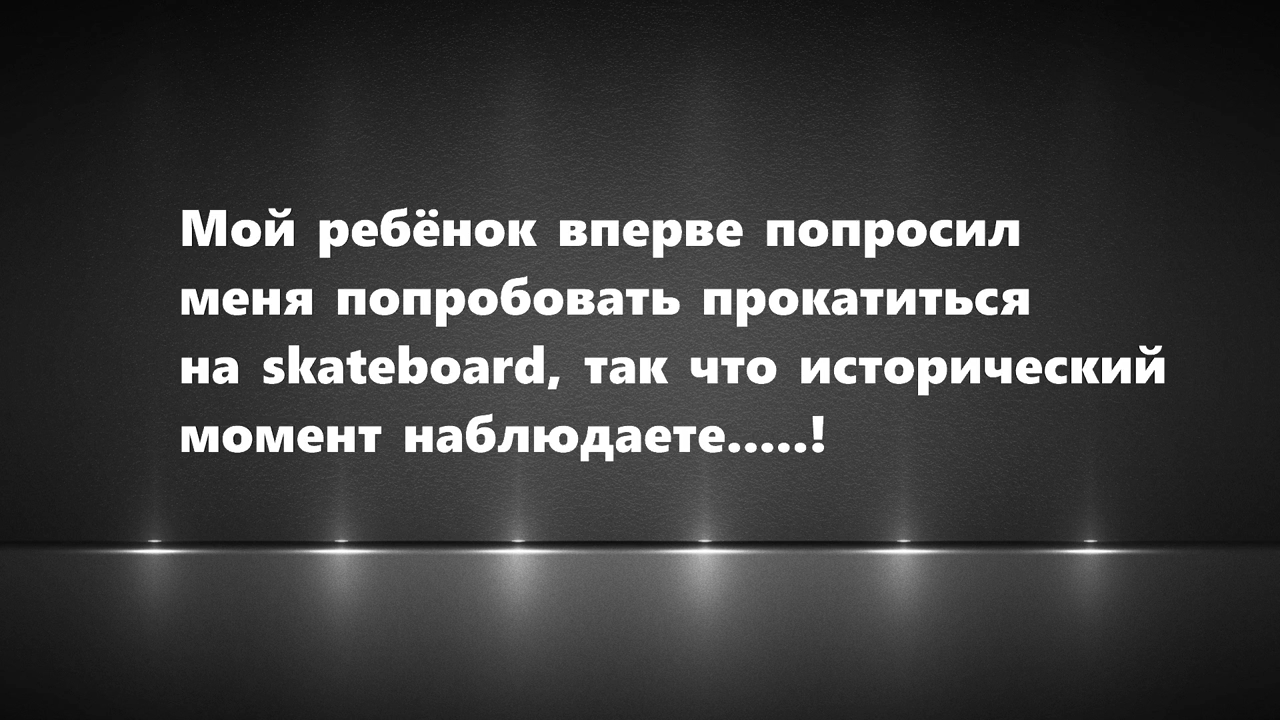 Мой ребёнок вперве попросил
меня попробовать прокатиться
на skateboard, так что исторический
момент наблюдаете.....!